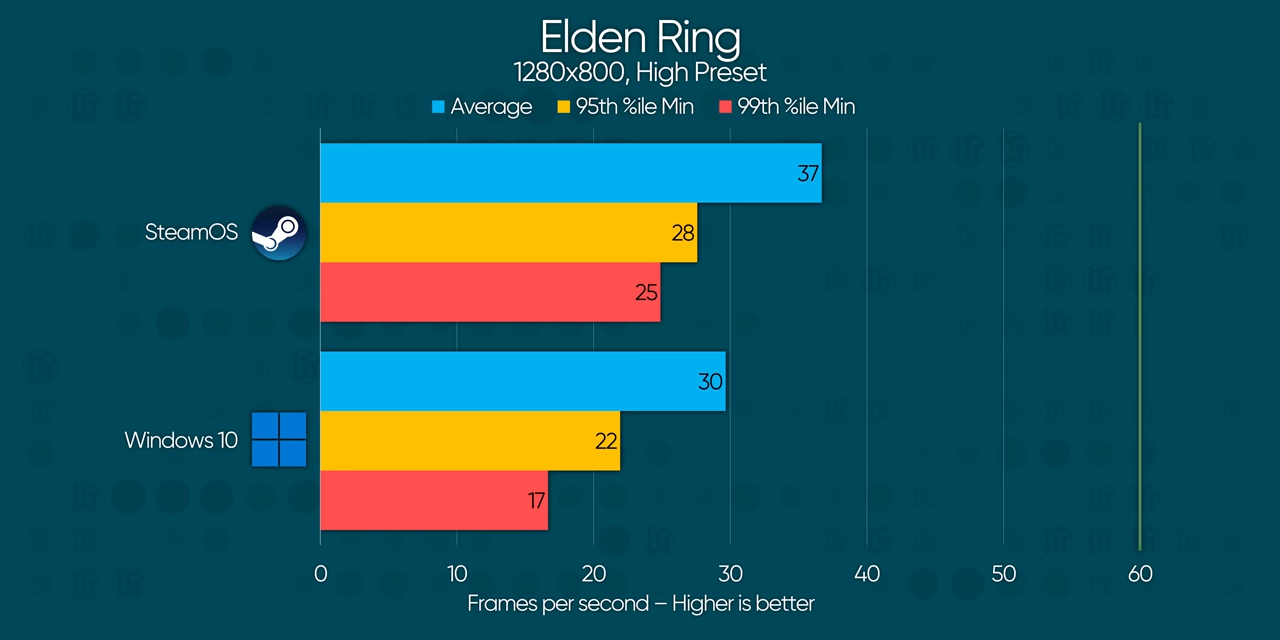 Elden Ring
1280x800, High Preset
Average 95th %ile Min 99th %ile Min
37
SteamOS 28
25
30
Windows 10 22
17
0 10 20 30 40 50 60
Frames per second – Higher is better